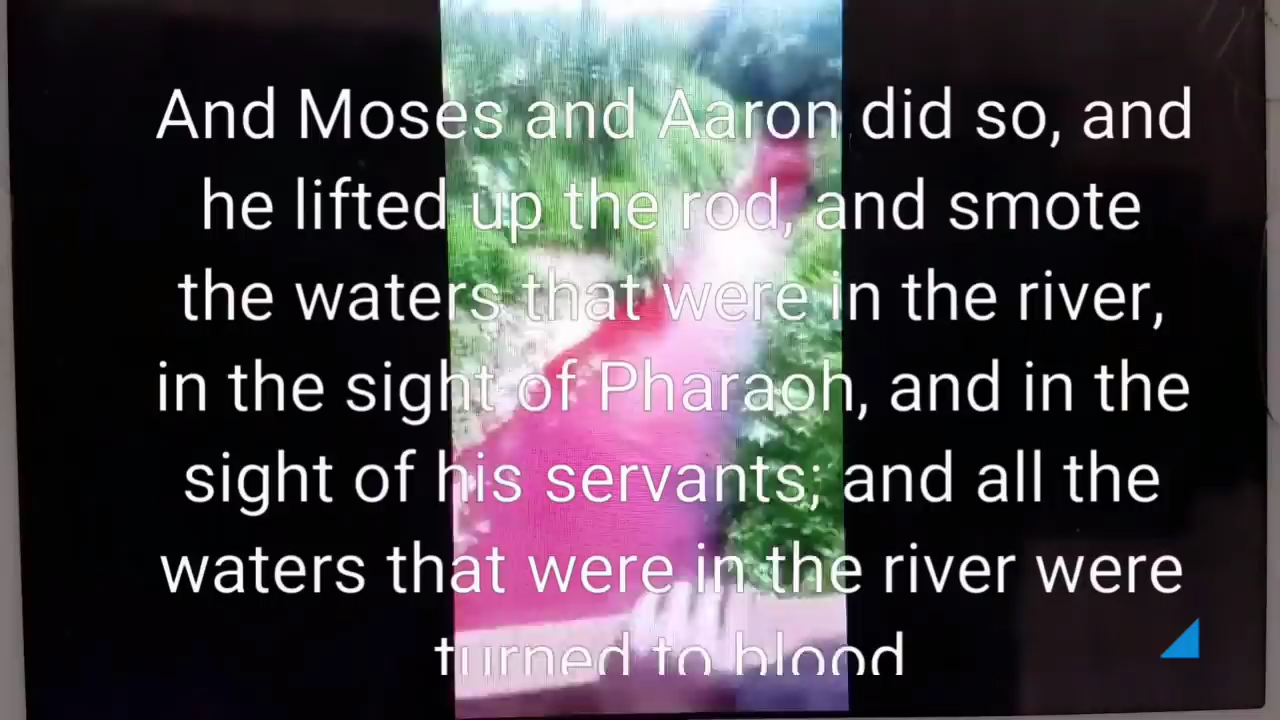 And Moses and Aaron did so, and
he lifted up the rod, and smote
the waters that were in the river,
in the sight of Pharaoh, and in the
sight of his servants; and all the
waters that were in the river were
turned to blood